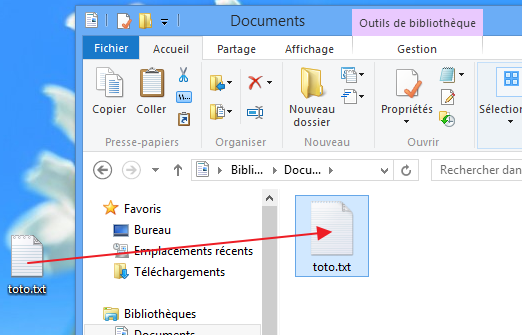 Documents
Outils de bibliothèque
Fichier
Accueil
Partage
Affichage
Gestion
Copier
Coller
Nouveau
dossier
Propriétés
Sélection
Presse-papiers
Organiser
Nouveau
Ouvrir
Bibli...
Docu...
Rechercher dan
Favoris
Bureau
Emplacements récents
Téléchargements
toto.txt
toto.txt
Bibliothèques
Documents